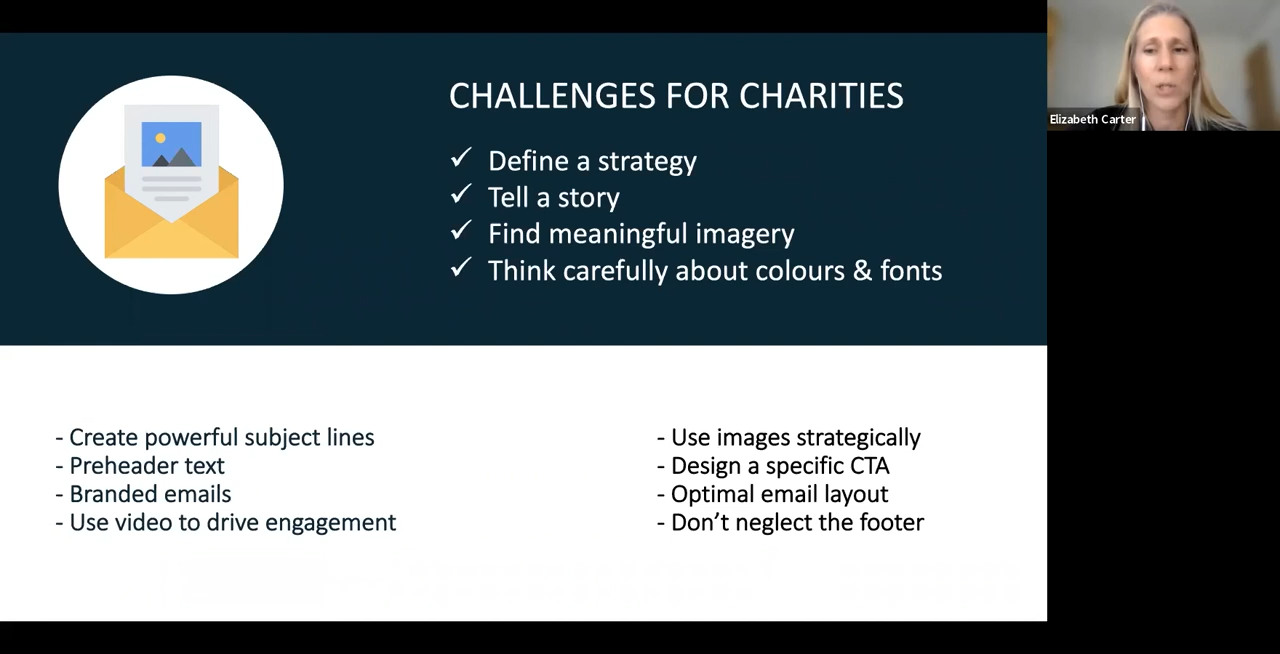 CHALLENGES FOR CHARITIES
✓ Define a strategy
✓ Tell a story
✓ Find meaningful imagery
✓ Think carefully about colours & fonts
- Create powerful subject lines
- Preheader text
- Branded emails
- Use video to drive engagement
- Use images strategically
- Design a specific CTA
- Optimal email layout
- Don’t neglect the footer
Elizabeth Carter